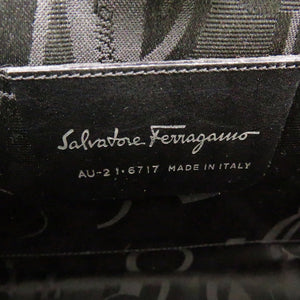 Salvatore Ferragamo
AU-21·6717 MADE IN ITALY